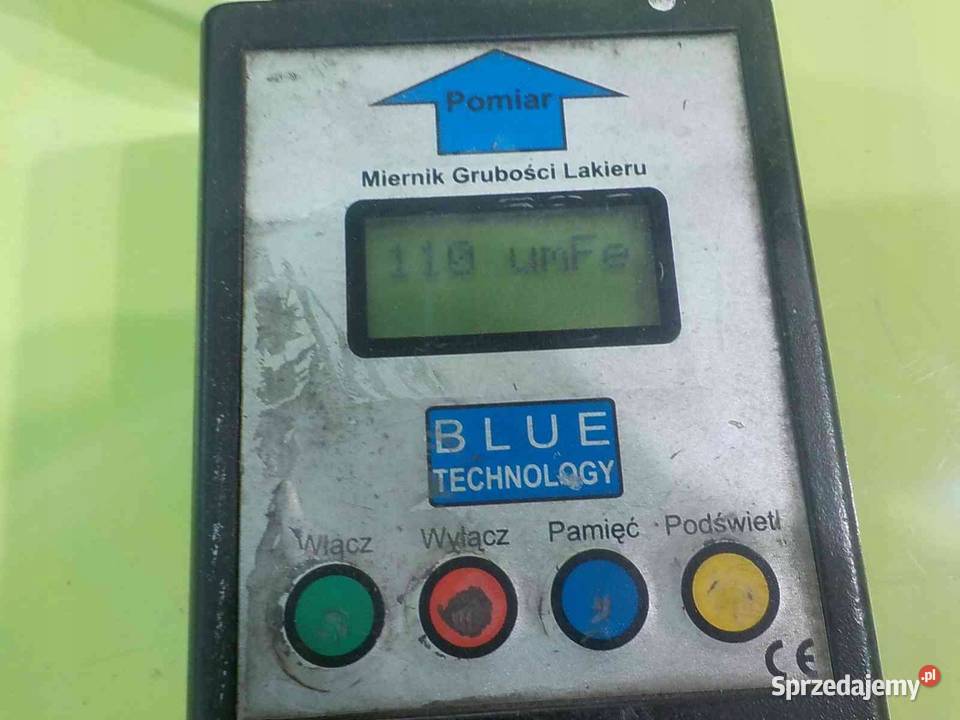 Pomiar
Miernik Grubości Lakieru
110 umFe
BLUE
TECHNOLOGY
Włącz Wyłącz Pamięć Podświetl
CE
Sprzedajemy.pl